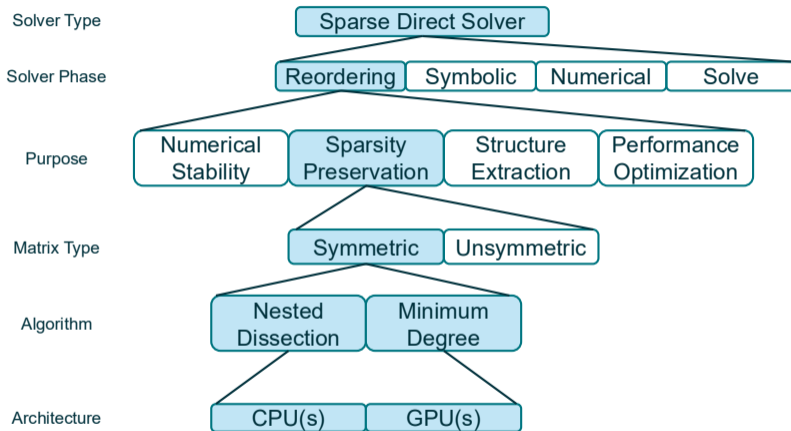 Solver Type
Sparse Direct Solver
Solver Phase
Reordering
Symbolic
Numerical
Solve
Purpose
Numerical
Stability
Sparsity
Preservation
Structure
Extraction
Performance
Optimization
Matrix Type
Symmetric
Unsymmetric
Algorithm
Nested
Dissection
Minimum
Degree
Architecture
CPU(s)
GPU(s)